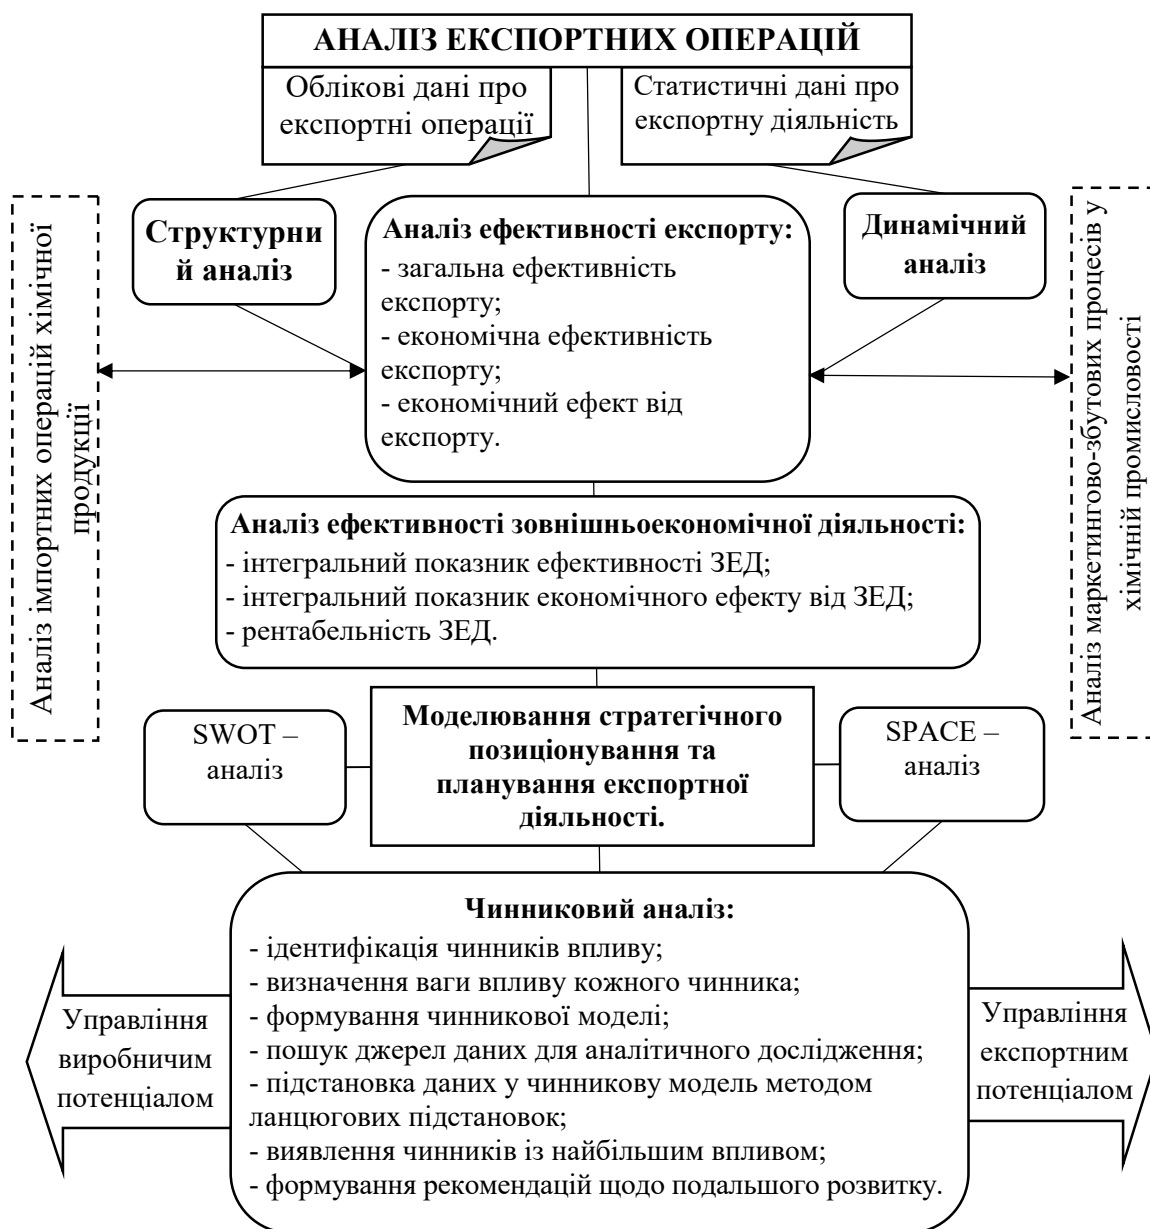 АНАЛІЗ ЕКСПОРТНИХ ОПЕРАЦІЙ
Облікові дані про
експортні операції
Статистичні дані про
експортну діяльність
Аналіз імпортних операцій хімічної
продукції
Структурни
й аналіз
Аналіз ефективності експорту:
- загальна ефективність
експорту;
- економічна ефективність
експорту;
- економічний ефект від
експорту.
Динамічний
аналіз
Аналіз маркетингово-збутових процесів у
хімічній промисловості
Аналіз ефективності зовнішньоекономічної діяльності:
- інтегральний показник ефективності ЗЕД;
- інтегральний показник економічного ефекту від ЗЕД;
- рентабельність ЗЕД.
SWOT –
аналіз
Моделювання стратегічного
позиціонування та
планування експортної
діяльності.
SPACE –
аналіз
Чинниковий аналіз:
- ідентифікація чинників впливу;
- визначення ваги впливу кожного чинника;
- формування чинникової моделі;
- пошук джерел даних для аналітичного дослідження;
- підстановка даних у чинникову модель методом
ланцюгових підстановок;
- виявлення чинників із найбільшим впливом;
- формування рекомендацій щодо подальшого розвитку.
Управління
виробничим
потенціалом
Управління
експортним
потенціалом